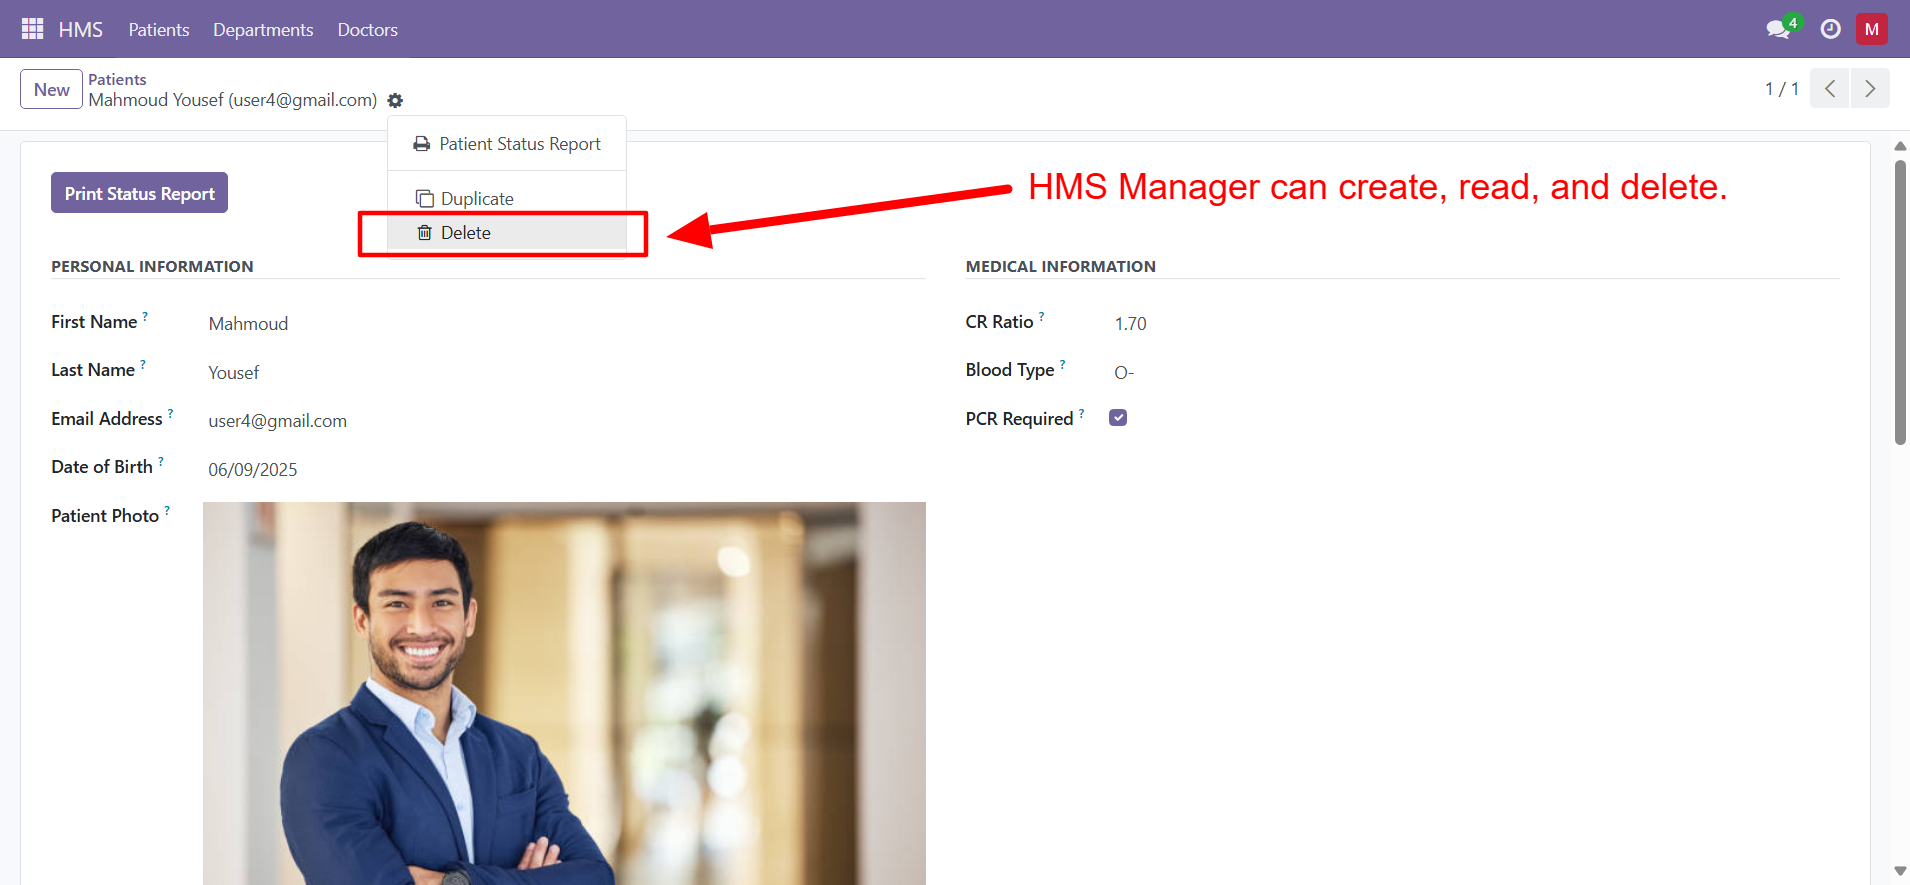 HMS Patients Departments Doctors 4 M
New Patients 1 / 1
Mahmoud Yousef (user4@gmail.com)
Patient Status Report
Duplicate
Delete
Print Status Report
HMS Manager can create, read, and delete.
PERSONAL INFORMATION
First Name ? Mahmoud
Last Name ? Yousef
Email Address ? user4@gmail.com
Date of Birth ? 06/09/2025
Patient Photo ?
MEDICAL INFORMATION
CR Ratio ? 1.70
Blood Type ? O-
PCR Required ?